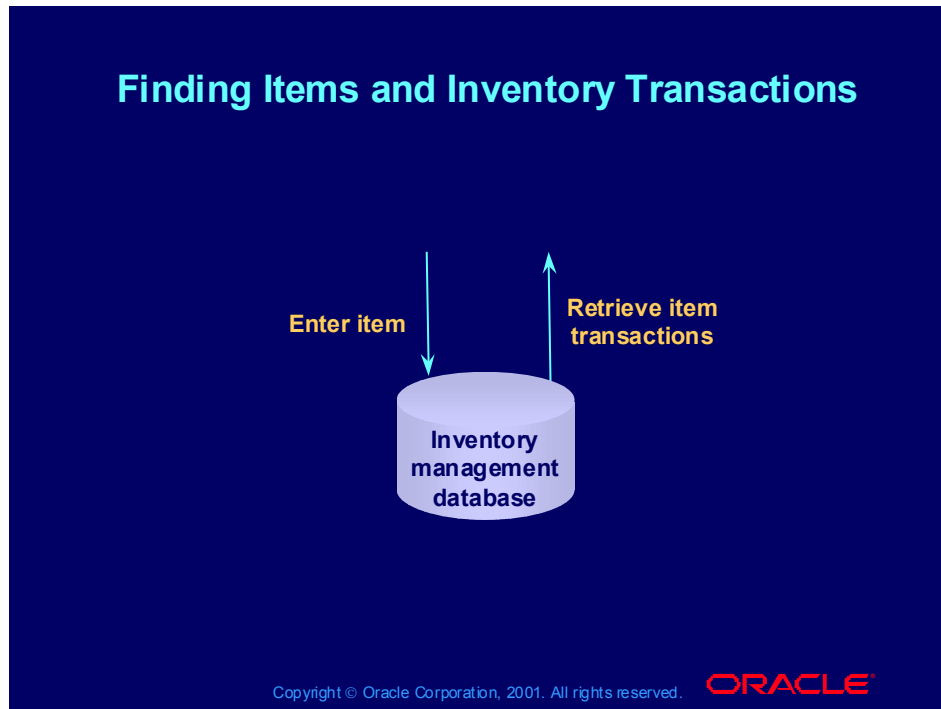 Finding Items and Inventory Transactions
Enter item
Retrieve item
transactions
Inventory
management
database
Copyright © Oracle Corporation, 2001. All rights reserved.
ORACLE®